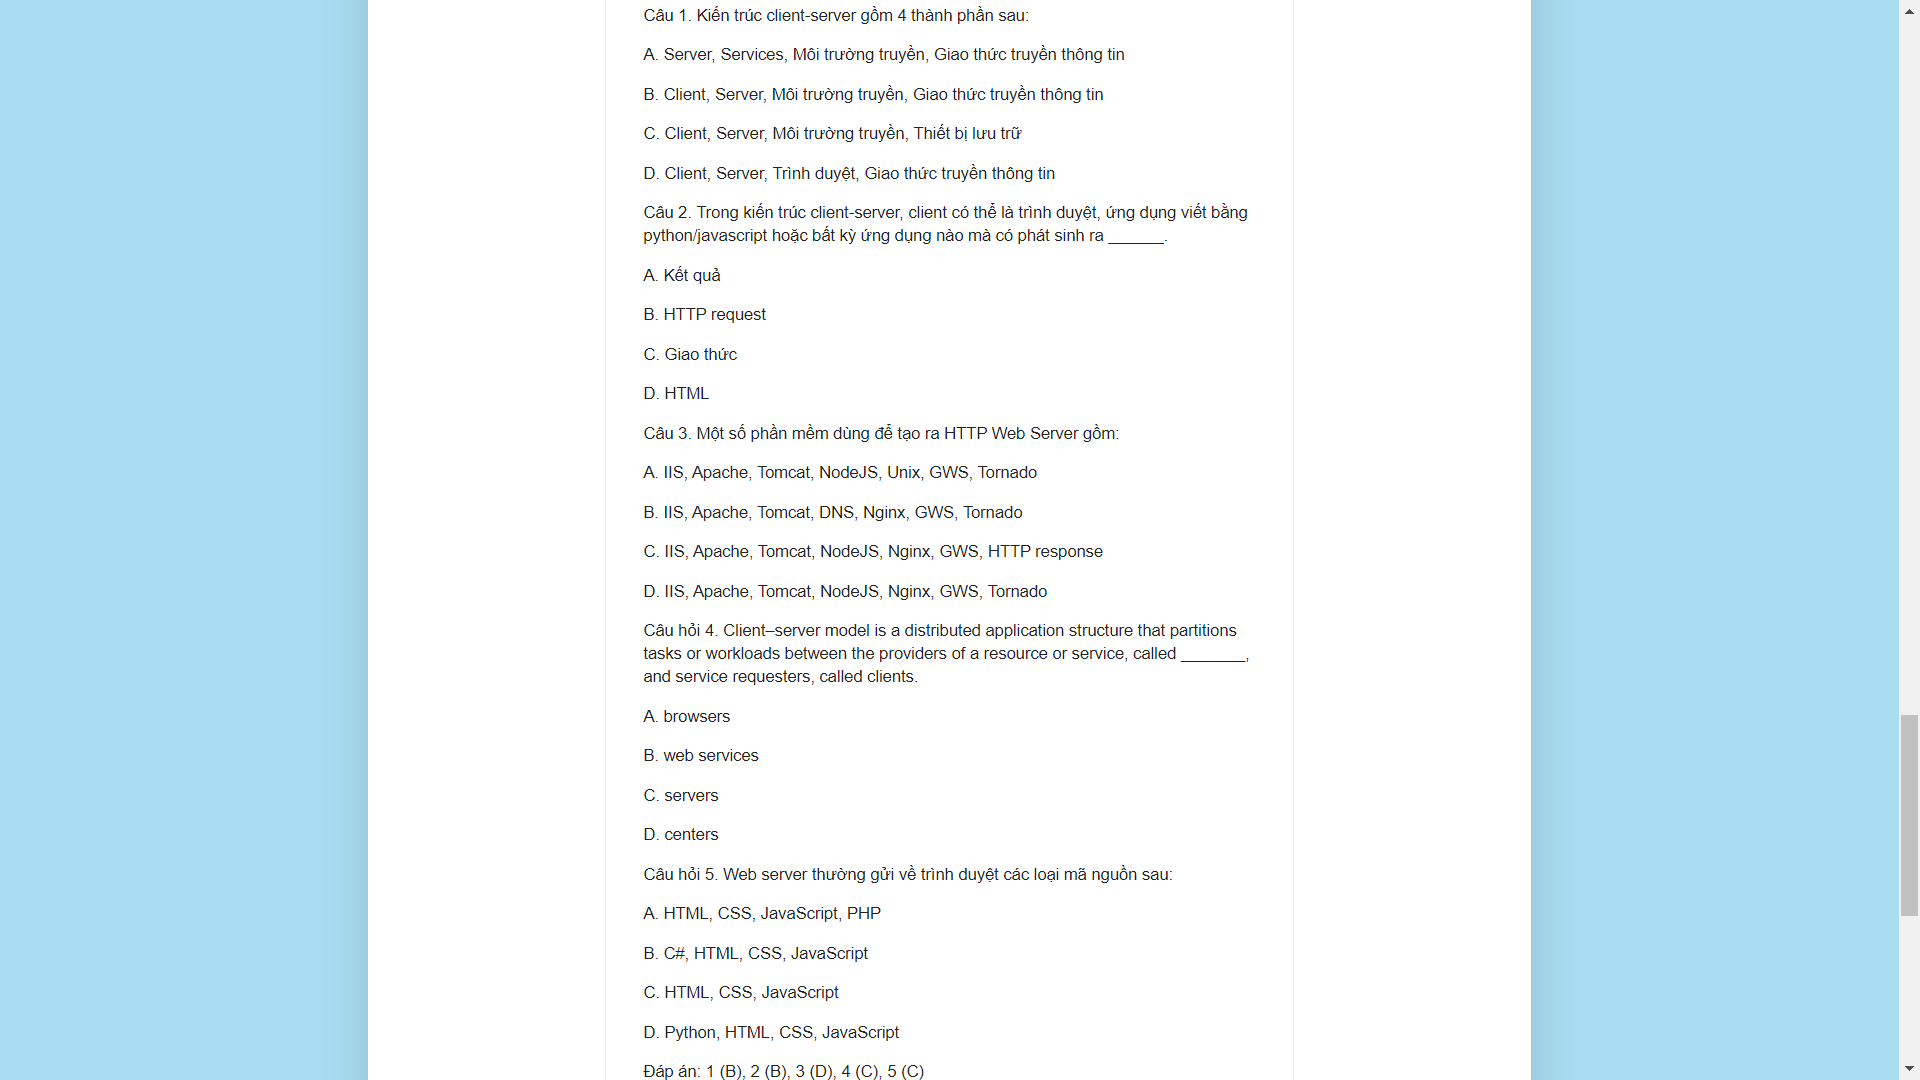 Câu 1. Kiến trúc client-server gồm 4 thành phần sau:
A. Server, Services, Môi trường truyền, Giao thức truyền thông tin
B. Client, Server, Môi trường truyền, Giao thức truyền thông tin
C. Client, Server, Môi trường truyền, Thiết bị lưu trữ
D. Client, Server, Trình duyệt, Giao thức truyền thông tin
Câu 2. Trong kiến trúc client-server, client có thể là trình duyệt, ứng dụng viết bằng
python/javascript hoặc bất kỳ ứng dụng nào mà có phát sinh ra ______.
A. Kết quả
B. HTTP request
C. Giao thức
D. HTML
Câu 3. Một số phần mềm dùng để tạo ra HTTP Web Server gồm:
A. IIS, Apache, Tomcat, NodeJS, Unix, GWS, Tornado
B. IIS, Apache, Tomcat, DNS, Nginx, GWS, Tornado
C. IIS, Apache, Tomcat, NodeJS, Nginx, GWS, HTTP response
D. IIS, Apache, Tomcat, NodeJS, Nginx, GWS, Tornado
Câu hỏi 4. Client–server model is a distributed application structure that partitions
tasks or workloads between the providers of a resource or service, called _______,
and service requesters, called clients.
A. browsers
B. web services
C. servers
D. centers
Câu hỏi 5. Web server thường gửi về trình duyệt các loại mã nguồn sau:
A. HTML, CSS, JavaScript, PHP
B. C#, HTML, CSS, JavaScript
C. HTML, CSS, JavaScript
D. Python, HTML, CSS, JavaScript
Đáp án: 1 (B), 2 (B), 3 (D), 4 (C), 5 (C)